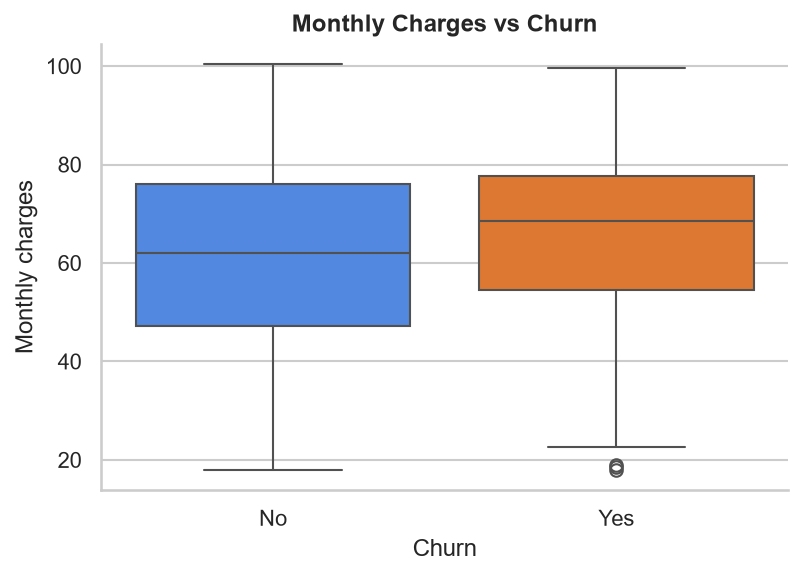 Monthly Charges vs Churn
100
80
60
40
20
Monthly charges
No
Yes
Churn